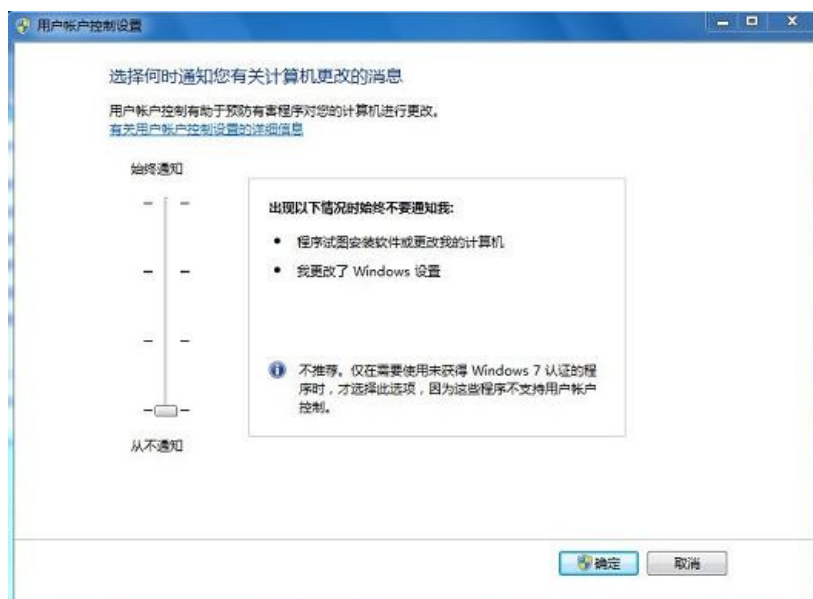 用户帐户控制设置
选择何时通知您有关计算机更改的消息
用户帐户控制有助于预防有害程序对您的计算机进行更改。
有关用户帐户控制设置的详细信息
始终通知
出现以下情况时始终不要通知我:
• 程序试图安装软件或更改我的计算机
• 我更改了 Windows 设置
不推荐。仅在需要使用未获得 Windows 7 认证的程
序时，才选择此选项，因为这些程序不支持用户帐户
控制。
从不通知
确定
取消